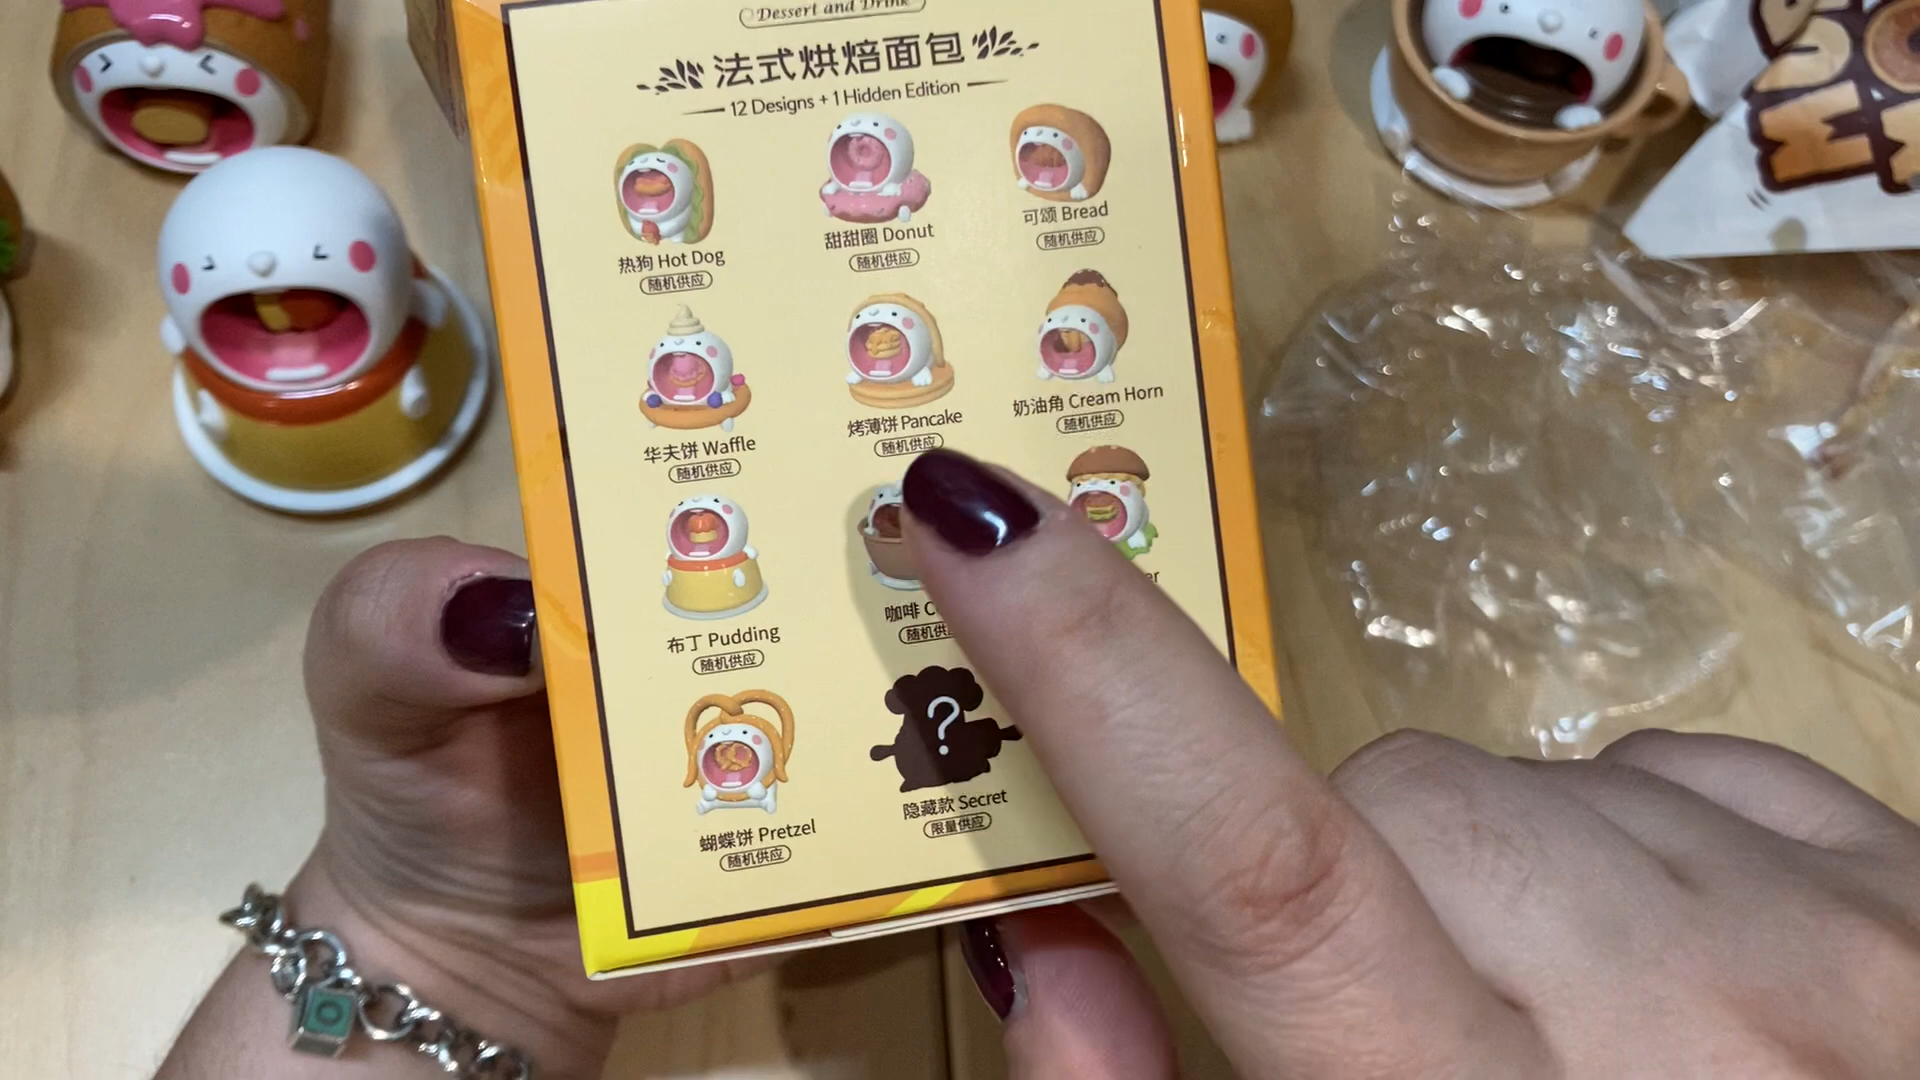 Dessert and Drink
法式烘焙面包
12 Designs + 1 Hidden Edition
热狗 Hot Dog
随机供应
甜甜圈 Donut
随机供应
可颂 Bread
随机供应
华夫饼 Waffle
随机供应
烤薄饼 Pancake
随机供应
奶油角 Cream Horn
随机供应
布丁 Pudding
随机供应
咖啡 C
随机供
er
蝴蝶饼 Pretzel
随机供应
?
隐藏款 Secret
限量供应